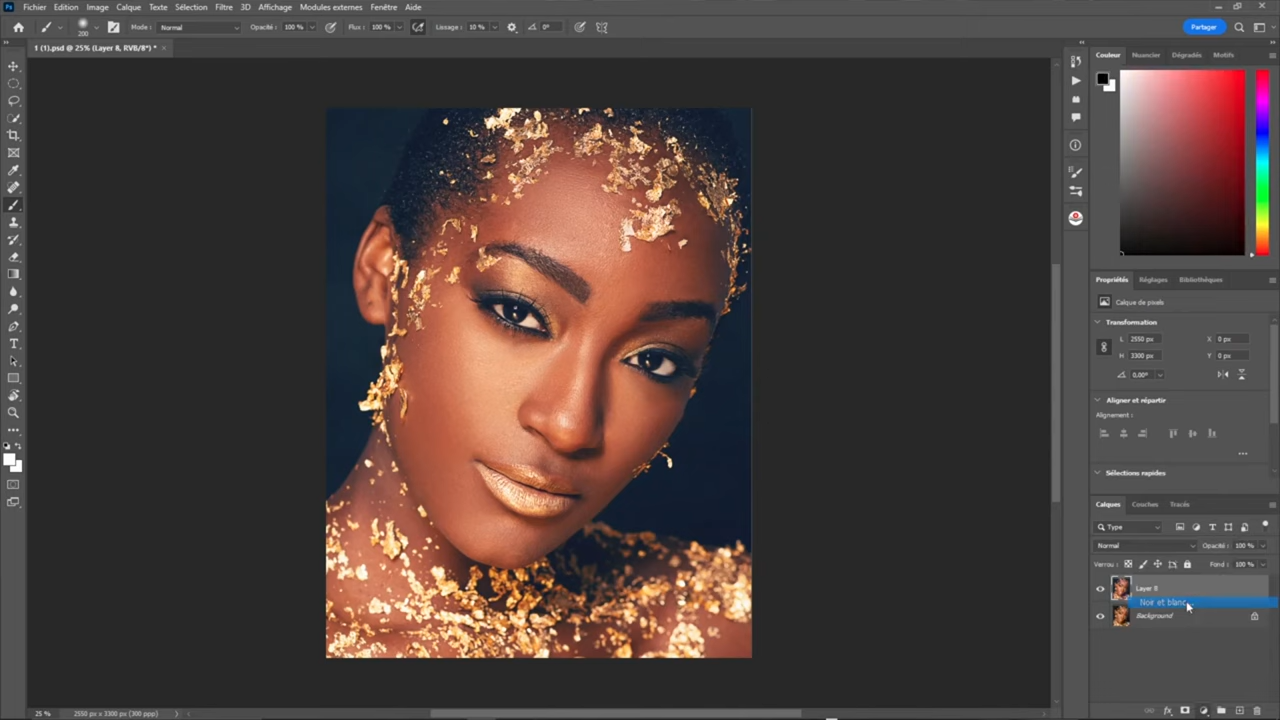 Ps Fichier Edition Image Calque Texte Sélection Filtre 3D Affichage Modules externes Fenêtre Aide
200 Mode : Normal Opacité : 100 % Flux : 100 % Lissage : 10 % 0° Partager
1 (1).psd @ 25% (Layer 8, RVB/8*) *
Couleur Nuancier Dégradés Motifs
Propriétés Réglages Bibliothèques
Calque de pixels
Transformation
L 2550 px X 0 px
H 3300 px Y 0 px
0,00°
Aligner et répartir
Alignement :
Sélections rapides
Calques Couches Tracés
Type
Normal Opacité : 100 %
Verrou : Fond : 100 %
Layer 8
Noir et blanc...
Background
25 % 2550 px x 3300 px (300 ppp)